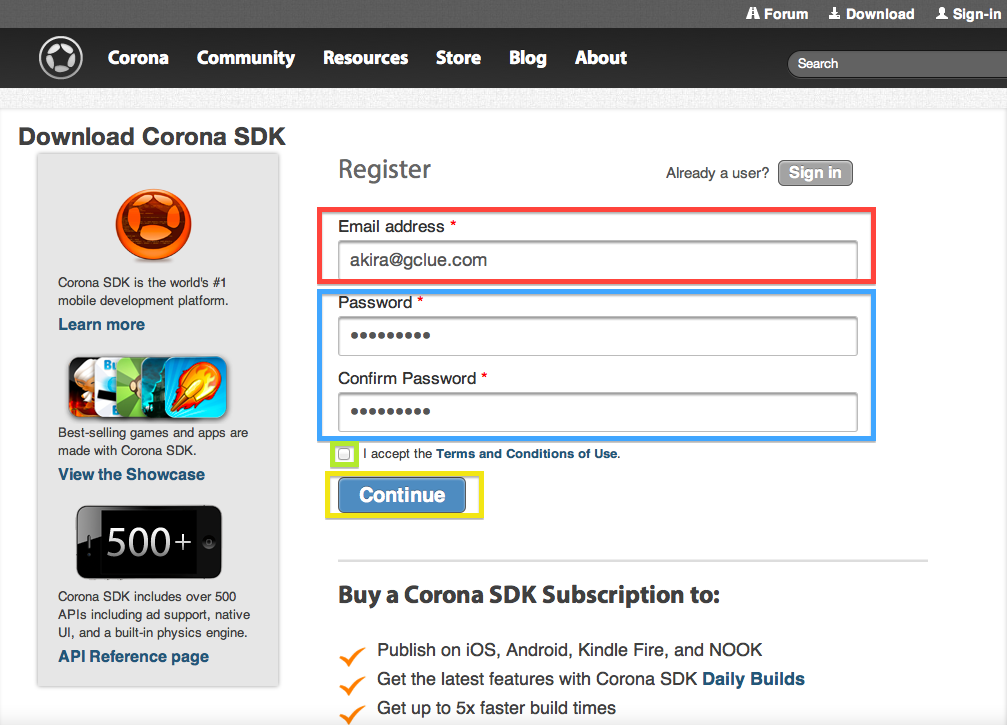 Forum Download Sign-in
Corona Community Resources Store Blog About
Search
Download Corona SDK
Corona SDK is the world's #1
mobile development platform.
Learn more
Best-selling games and apps are
made with Corona SDK.
View the Showcase
500+
Corona SDK includes over 500
APIs including ad support, native
UI, and a built-in physics engine.
API Reference page
Register
Already a user? Sign in
Email address *
akira@gclue.com
Password *
•••••••••
Confirm Password *
•••••••••
I accept the Terms and Conditions of Use.
Continue
Buy a Corona SDK Subscription to:
Publish on iOS, Android, Kindle Fire, and NOOK
Get the latest features with Corona SDK Daily Builds
Get up to 5x faster build times